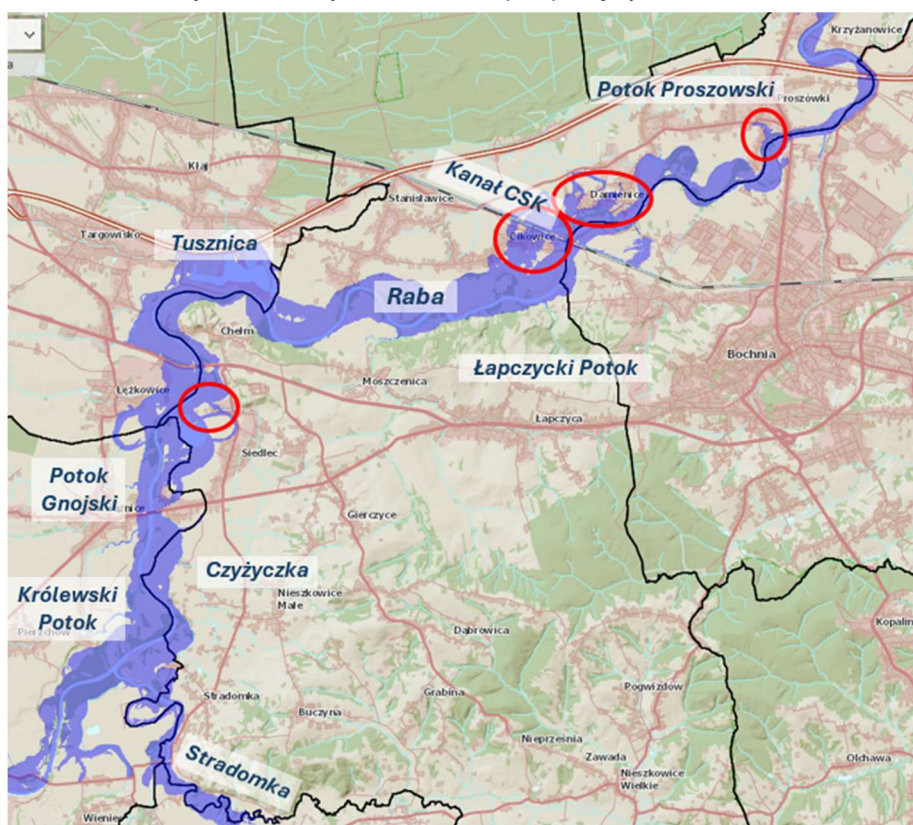 Krzyżanowice
a
Potok Proszowski
Proszówki
Kłaj
Kanał CSK
Stanisławice
Damienice
Targowisko
Tusznica
Cikowice
Raba
Chełm
Bochnia
Łapczycki Potok
Moszczenica
Łężkowice
Łapczyca
Siedlec
Potok
Gnojski
Gierczyce
Czyżyczka
Królewski
Potok
Nieszkowice
Małe
Kopalin
Dąbrowica
Stradomka
Grabina
Pogwizdów
Buczyna
Nieprześnia
Stradomka
Zawada
Olchawa
Nieszkowice
Wielkie